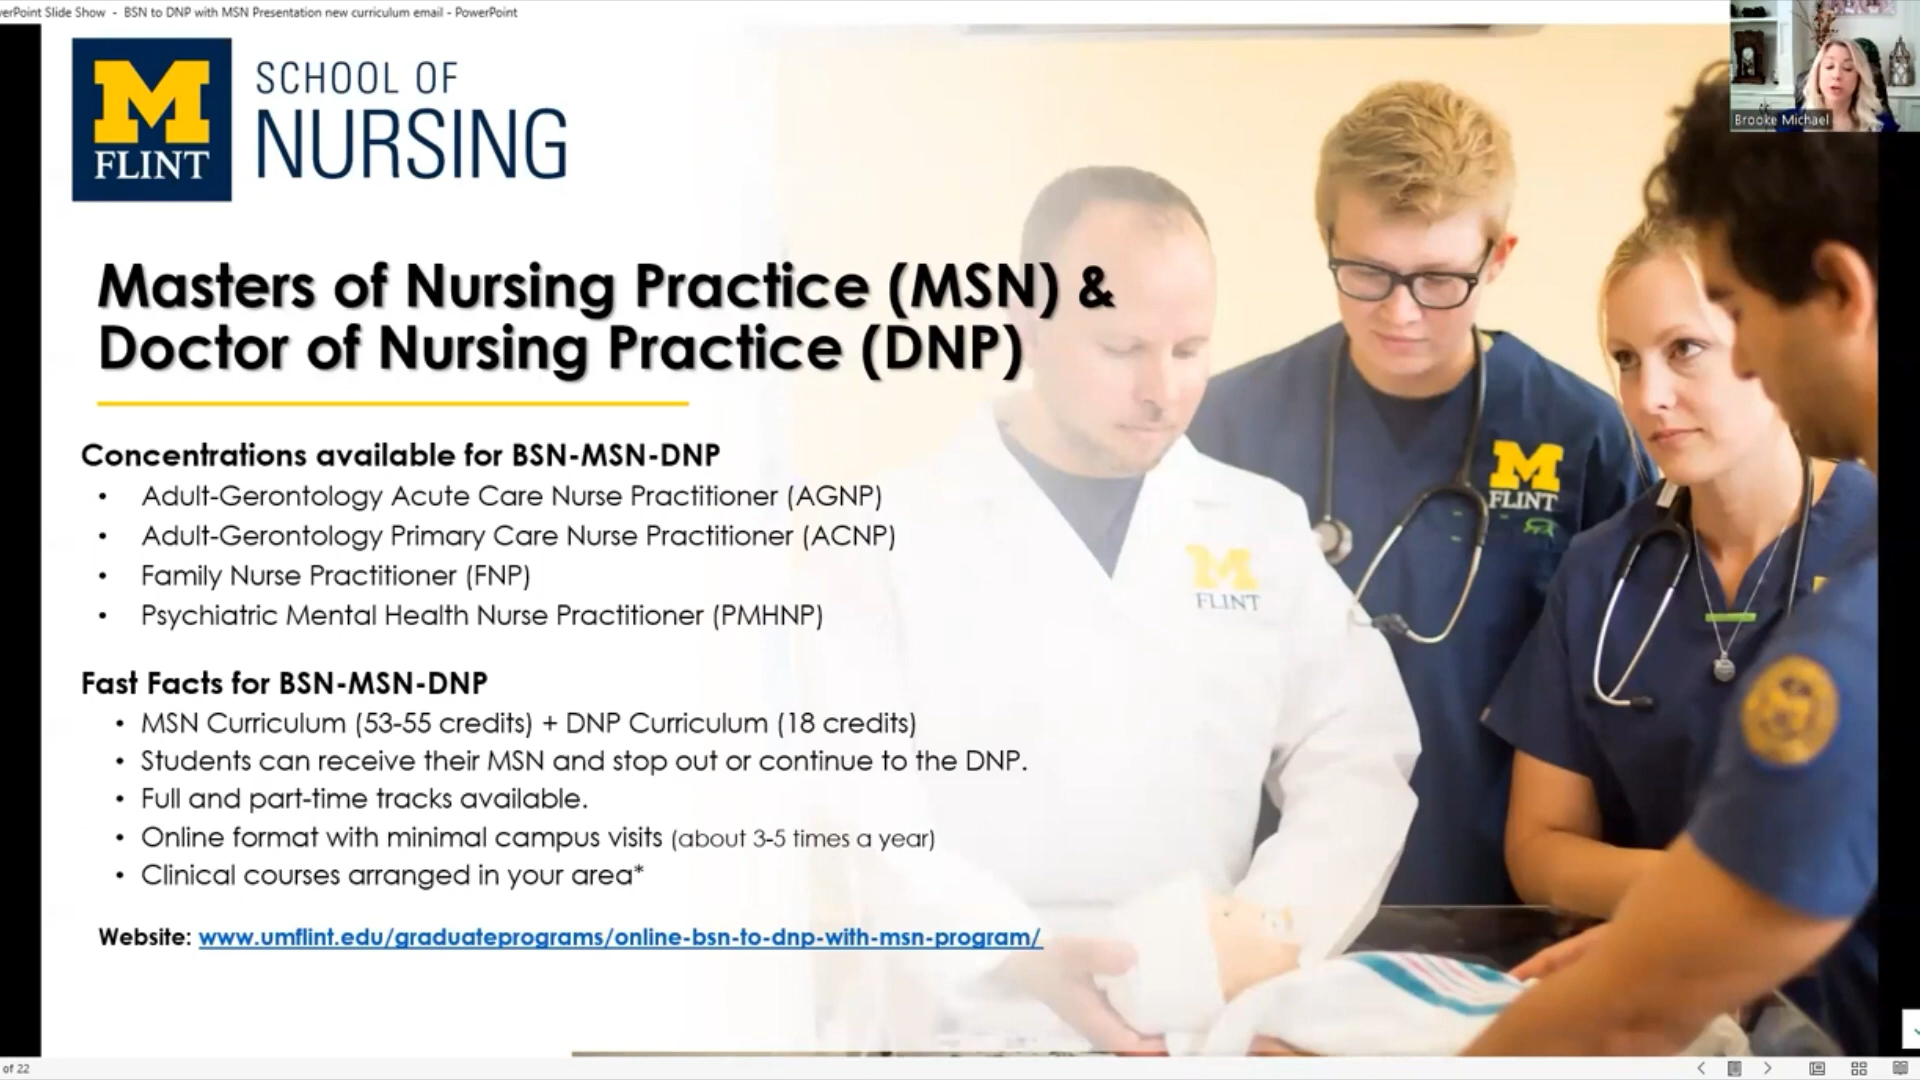 erPoint Slide Show - BSN to DNP with MSN Presentation new curriculum email - PowerPoint
M
FLINT
SCHOOL OF
NURSING
Brooke Michael
Masters of Nursing Practice (MSN) &
Doctor of Nursing Practice (DNP)
Concentrations available for BSN-MSN-DNP
• Adult-Gerontology Acute Care Nurse Practitioner (AGNP)
• Adult-Gerontology Primary Care Nurse Practitioner (ACNP)
• Family Nurse Practitioner (FNP)
• Psychiatric Mental Health Nurse Practitioner (PMHNP)
M
FLINT
M
FLINT
Fast Facts for BSN-MSN-DNP
• MSN Curriculum (53-55 credits) + DNP Curriculum (18 credits)
• Students can receive their MSN and stop out or continue to the DNP.
• Full and part-time tracks available.
• Online format with minimal campus visits (about 3-5 times a year)
• Clinical courses arranged in your area*
Website: www.umflint.edu/graduateprograms/online-bsn-to-dnp-with-msn-program/
of 22